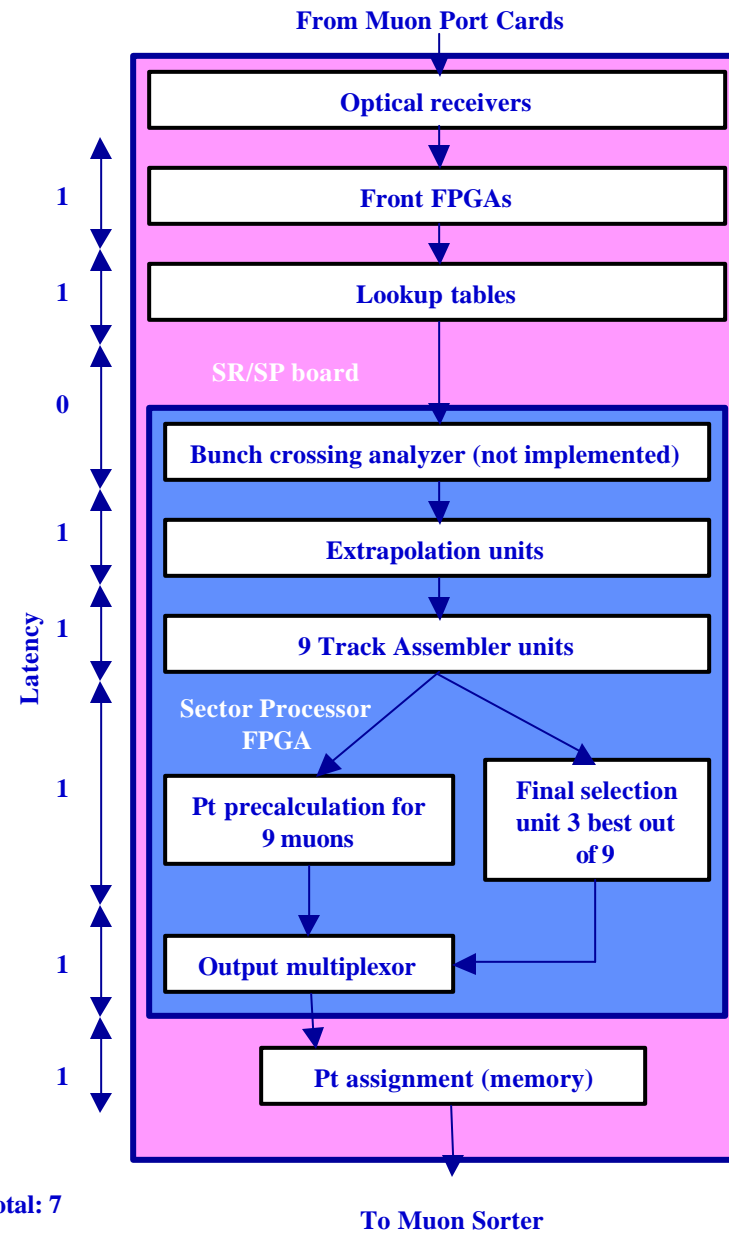 From Muon Port Cards
Optical receivers
1
Front FPGAs
1
Lookup tables
SR/SP board
0
Bunch crossing analyzer (not implemented)
1
Extrapolation units
Latency
1
9 Track Assembler units
Sector Processor
FPGA
1
Pt precalculation for
9 muons
Final selection
unit 3 best out
of 9
1
Output multiplexor
1
Pt assignment (memory)
otal: 7
To Muon Sorter